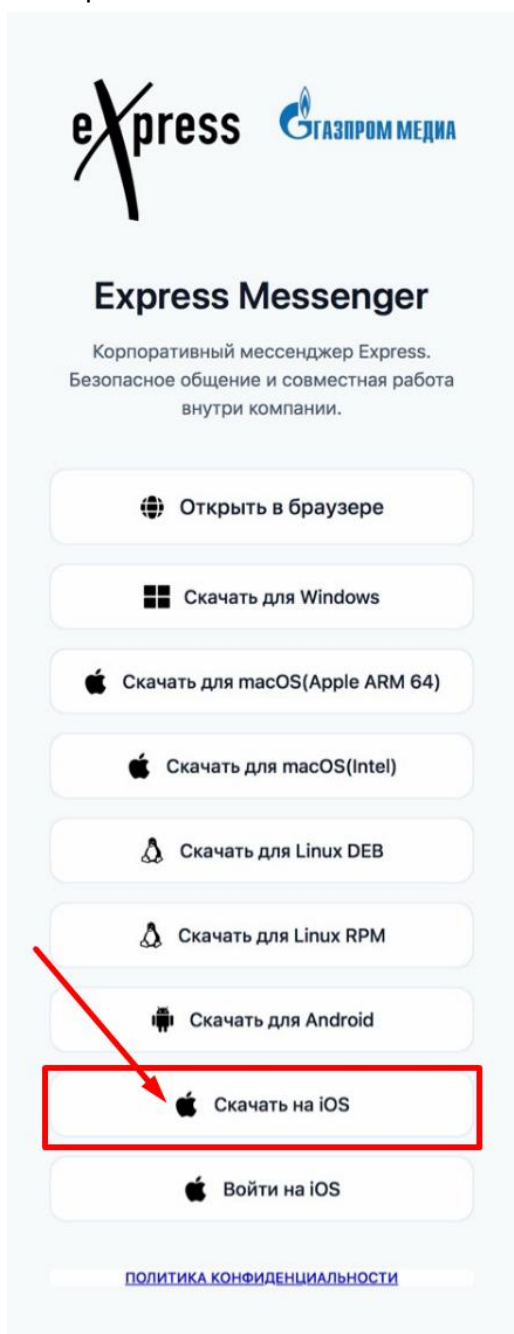 eXpress
ГАЗПРОМ МЕДИА
Express Messenger
Корпоративный мессенджер Express.
Безопасное общение и совместная работа
внутри компании.
Открыть в браузере
Скачать для Windows
Скачать для macOS(Apple ARM 64)
Скачать для macOS(Intel)
Скачать для Linux DEB
Скачать для Linux RPM
Скачать для Android
Скачать на iOS
Войти на iOS
ПОЛИТИКА КОНФИДЕНЦИАЛЬНОСТИ